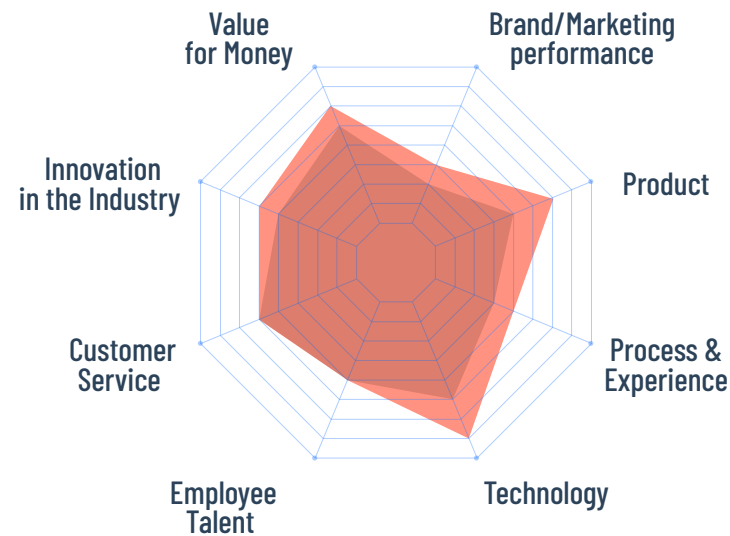 Value
for Money
Brand/Marketing
performance
Innovation
in the Industry
Product
Customer
Service
Process &
Experience
Employee
Talent
Technology